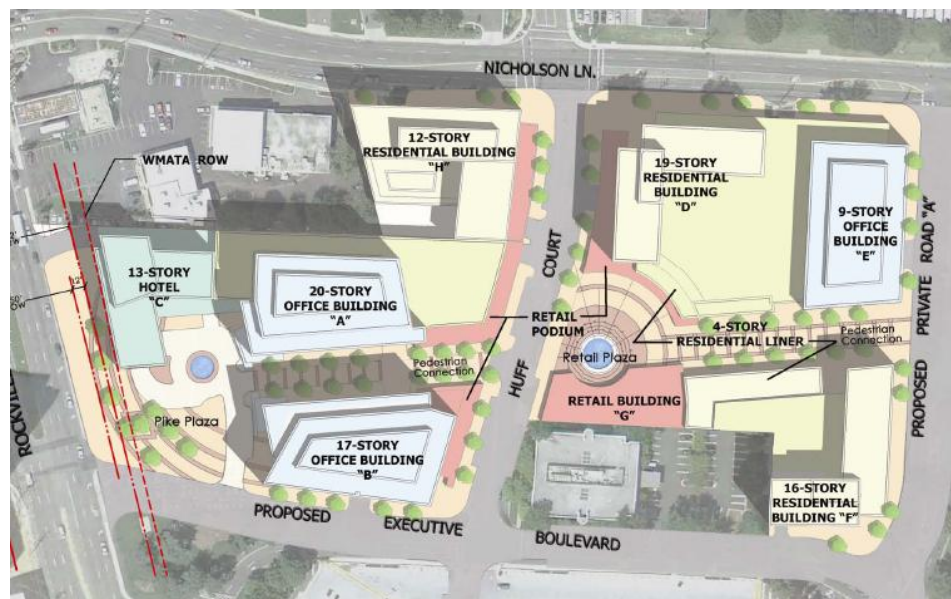 NICHOLSON LN.
WMATA ROW
12-STORY
RESIDENTIAL BUILDING
"H"
19-STORY
RESIDENTIAL
BUILDING
"D"
9-STORY
OFFICE
BUILDING
"E"
PROPOSED PRIVATE ROAD "A"
13-STORY
HOTEL
"C"
20-STORY
OFFICE BUILDING
"A"
HUFF COURT
RETAIL
PODIUM
4-STORY
RESIDENTIAL LINER
Pedestrian
Connection
Pedestrian
Connection
Retail Plaza
RETAIL BUILDING
"G"
Pike Plaza
17-STORY
OFFICE BUILDING
"B"
16-STORY
RESIDENTIAL
BUILDING "F"
PROPOSED EXECUTIVE BOULEVARD